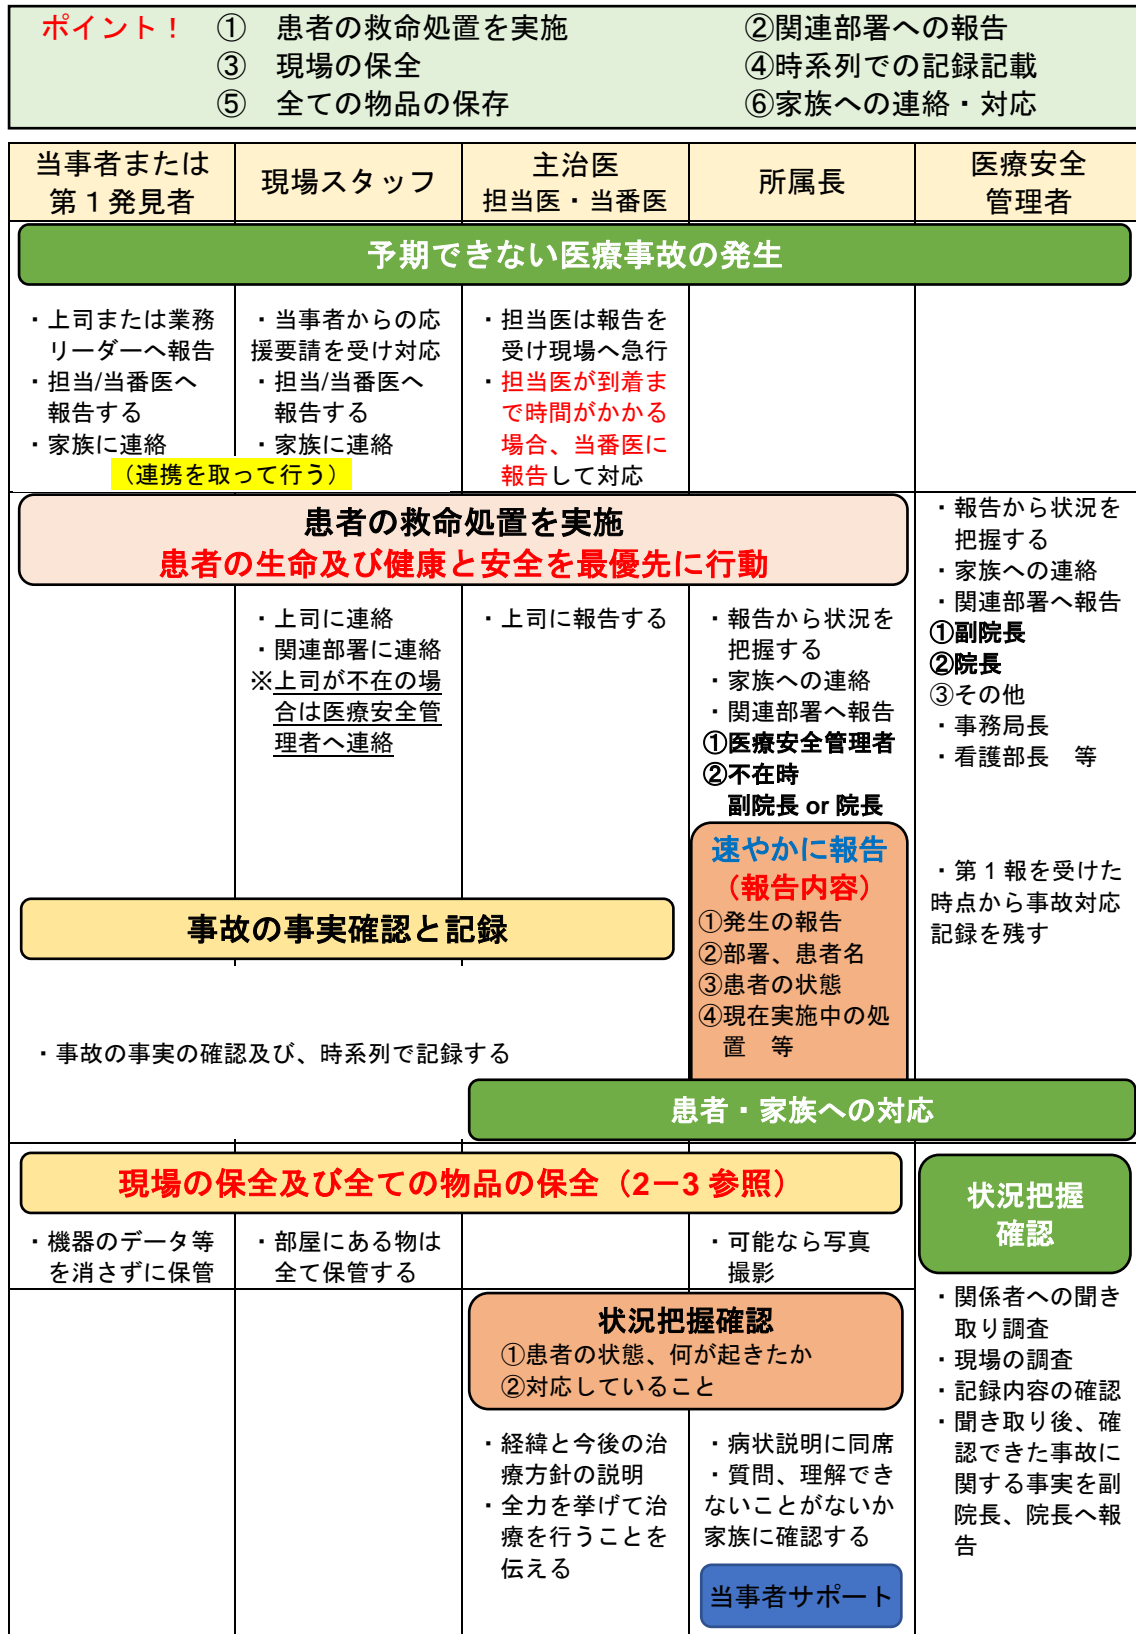 ポイント！ ① 患者の救命処置を実施 ②関連部署への報告
③ 現場の保全 ④時系列での記録記載
⑤ 全ての物品の保存 ⑥家族への連絡・対応
当事者または
第１発見者
現場スタッフ
主治医
担当医・当番医
所属長
医療安全
管理者
予期できない医療事故の発生
・上司または業務
リーダーへ報告
・担当/当番医へ
報告する
・家族に連絡
・当事者からの応
援要請を受け対応
・担当/当番医へ
報告する
・家族に連絡
（連携を取って行う）
・担当医は報告を
受け現場へ急行
・担当医が到着ま
で時間がかかる
場合、当番医に
報告して対応
患者の救命処置を実施
患者の生命及び健康と安全を最優先に行動
・上司に連絡
・関連部署に連絡
※上司が不在の場
合は医療安全管
理者へ連絡
・上司に報告する
・報告から状況を
把握する
・家族への連絡
・関連部署へ報告
①医療安全管理者
②不在時
副院長 or 院長
速やかに報告
（報告内容）
①発生の報告
②部署、患者名
③患者の状態
④現在実施中の処
置　等
・報告から状況を
把握する
・家族への連絡
・関連部署へ報告
①副院長
②院長
③その他
・事務局長
・看護部長　等
・第１報を受けた
時点から事故対応
記録を残す
事故の事実確認と記録
・事故の事実の確認及び、時系列で記録する
患者・家族への対応
現場の保全及び全ての物品の保全（2－3 参照）
・機器のデータ等
を消さずに保管
・部屋にある物は
全て保管する
・可能なら写真
撮影
状況把握
確認
・関係者への聞き
取り調査
・現場の調査
・記録内容の確認
・聞き取り後、確
認できた事故に
関する事実を副
院長、院長へ報
告
状況把握確認
①患者の状態、何が起きたか
②対応していること
・経緯と今後の治
療方針の説明
・全力を挙げて治
療を行うことを
伝える
・病状説明に同席
・質問、理解でき
ないことがないか
家族に確認する
当事者サポート